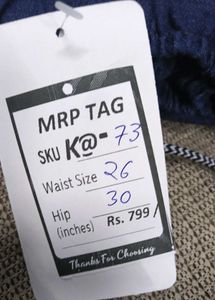 MRP TAG
SKU K@-73
Waist Size 26
Hip 30
(inches) Rs. 799/
Thanks For Choosing